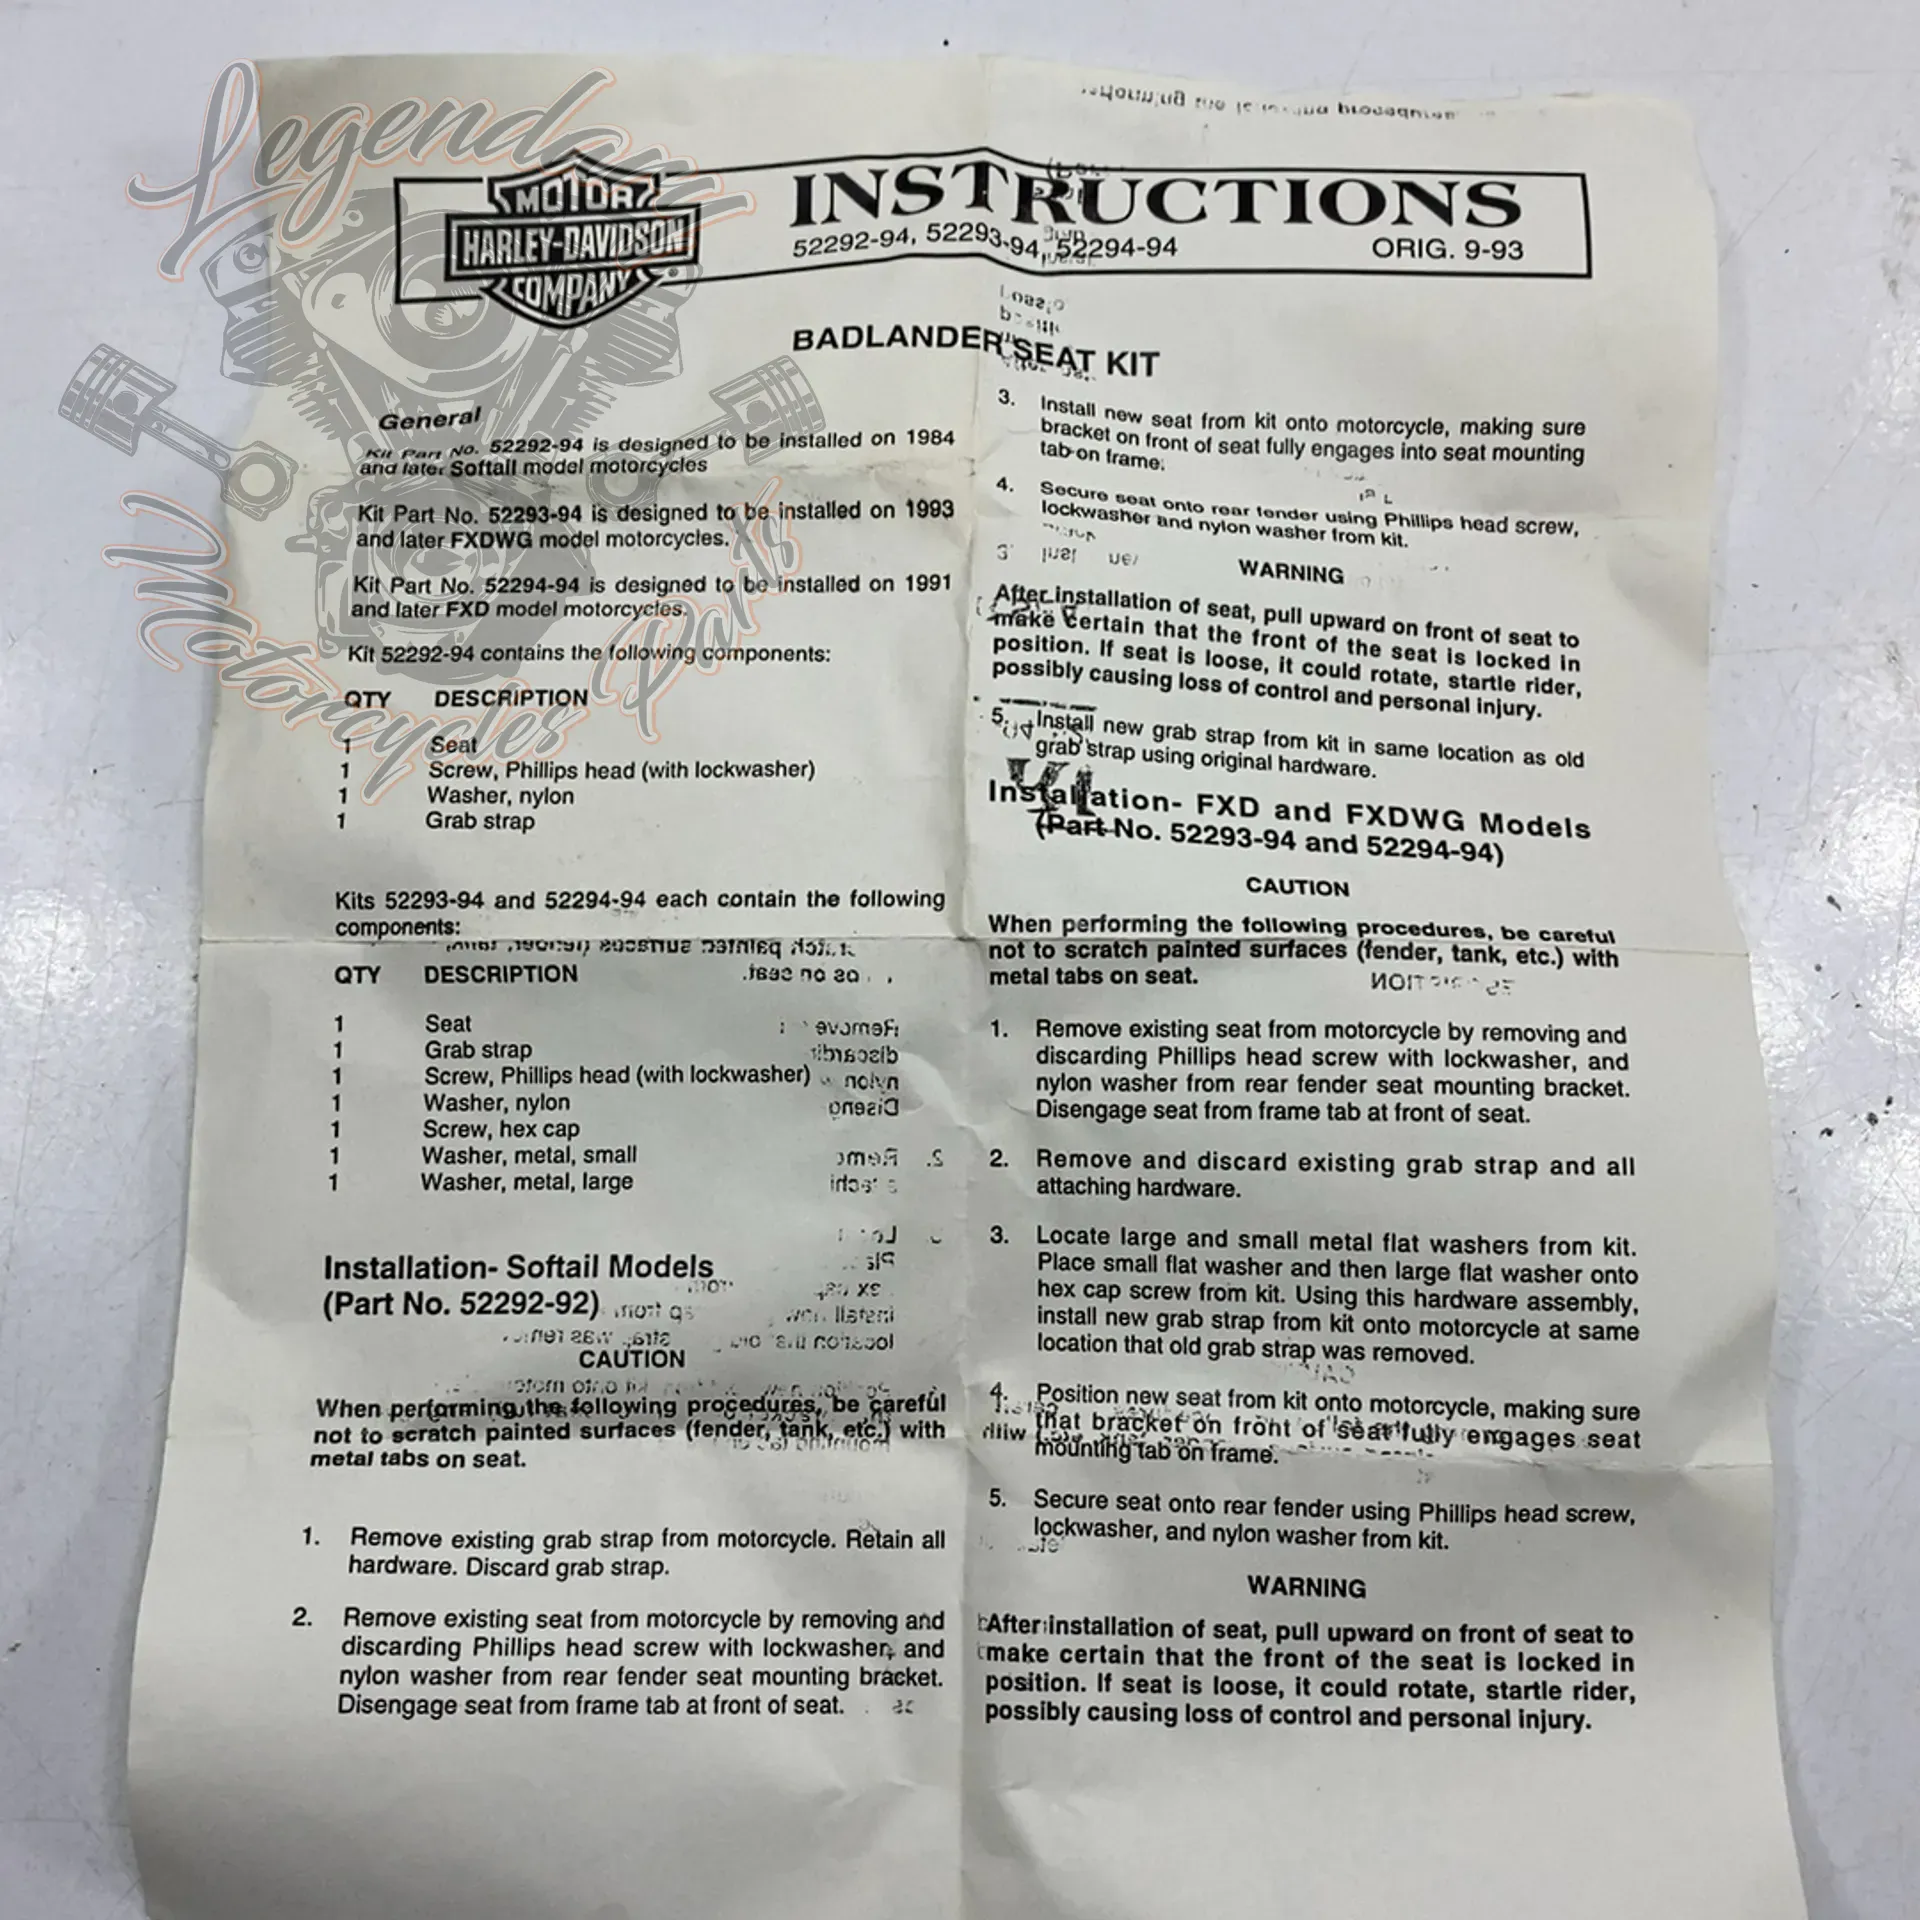 Legendary
Motorcycles Parts
MOTOR
HARLEY-DAVIDSON
COMPANY
®
INSTRUCTIONS
52292-94, 52293-94, 52294-94
ORIG. 9-93
BADLANDER SEAT KIT
General
Kit Part No. 52292-94 is designed to be installed on 1984
and later Softail model motorcycles
Kit Part No. 52293-94 is designed to be installed on 1993
and later FXDWG model motorcycles.
Kit Part No. 52294-94 is designed to be installed on 1991
and later FXD model motorcycles.
Kit 52292-94 contains the following components:
QTY DESCRIPTION
1 Seat
1 Screw, Phillips head (with lockwasher)
1 Washer, nylon
1 Grab strap
Kits 52293-94 and 52294-94 each contain the following
components:
QTY DESCRIPTION
1 Seat
1 Grab strap
1 Screw, Phillips head (with lockwasher)
1 Washer, nylon
1 Screw, hex cap
1 Washer, metal, small
1 Washer, metal, large
Installation- Softail Models
(Part No. 52292-92)
CAUTION
When performing the following procedures, be careful
not to scratch painted surfaces (fender, tank, etc.) with
metal tabs on seat.
1. Remove existing grab strap from motorcycle. Retain all
hardware. Discard grab strap.
2. Remove existing seat from motorcycle by removing and
discarding Phillips head screw with lockwasher, and
nylon washer from rear fender seat mounting bracket.
Disengage seat from frame tab at front of seat.
3. Install new seat from kit onto motorcycle, making sure
bracket on front of seat fully engages into seat mounting
tab on frame.
4. Secure seat onto rear fender using Phillips head screw,
lockwasher and nylon washer from kit.
WARNING
After installation of seat, pull upward on front of seat to
make certain that the front of the seat is locked in
position. If seat is loose, it could rotate, startle rider,
possibly causing loss of control and personal injury.
5. Install new grab strap from kit in same location as old
grab strap using original hardware.
Installation- FXD and FXDWG Models
(Part No. 52293-94 and 52294-94)
CAUTION
When performing the following procedures, be careful
not to scratch painted surfaces (fender, tank, etc.) with
metal tabs on seat.
1. Remove existing seat from motorcycle by removing and
discarding Phillips head screw with lockwasher, and
nylon washer from rear fender seat mounting bracket.
Disengage seat from frame tab at front of seat.
2. Remove and discard existing grab strap and all
attaching hardware.
3. Locate large and small metal flat washers from kit.
Place small flat washer and then large flat washer onto
hex cap screw from kit. Using this hardware assembly,
install new grab strap from kit onto motorcycle at same
location that old grab strap was removed.
4. Position new seat from kit onto motorcycle, making sure
that bracket on front of seat fully engages seat
mounting tab on frame.
5. Secure seat onto rear fender using Phillips head screw,
lockwasher, and nylon washer from kit.
WARNING
After installation of seat, pull upward on front of seat to
make certain that the front of the seat is locked in
position. If seat is loose, it could rotate, startle rider,
possibly causing loss of control and personal injury.